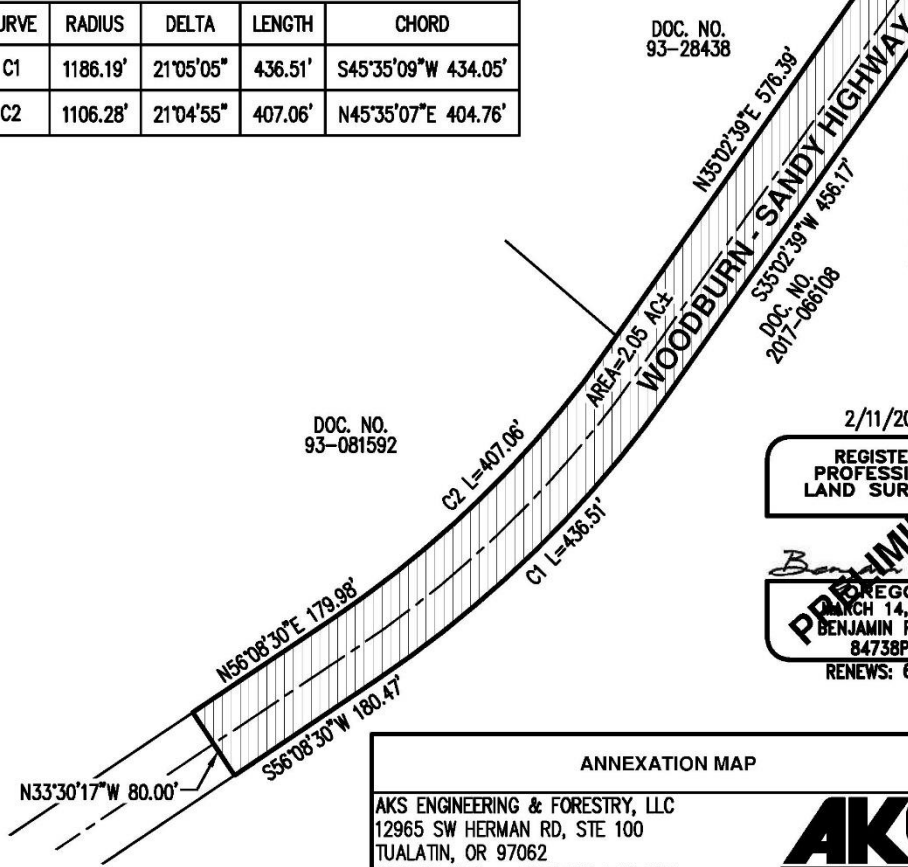 RADIUS DELTA LENGTH CHORD
C1 1186.19' 21°05'05" 436.51' S45°35'09"W 434.05'
C2 1106.28' 21°04'55" 407.06' N45°35'07"E 404.76'
DOC. NO.
93-28438
N35°02'39"E 576.39'
WOODBURN - SANDY HIGHWAY
S35°02'39"W 456.17'
DOC. NO.
2017-066108
AREA=2.05 AC±
DOC. NO.
93-081592
C2 L=407.06'
C1 L=436.51'
N56°08'30"E 179.98'
S56°08'30"W 180.47'
N33°30'17"W 80.00'
2/11/20
REGISTE
PROFESSI
LAND SUR
PRELIMI
OREGO
MARCH 14,
BENJAMIN
84738P
RENEWS:
ANNEXATION MAP
AKS ENGINEERING & FORESTRY, LLC
12965 SW HERMAN RD, STE 100
TUALATIN, OR 97062
AK